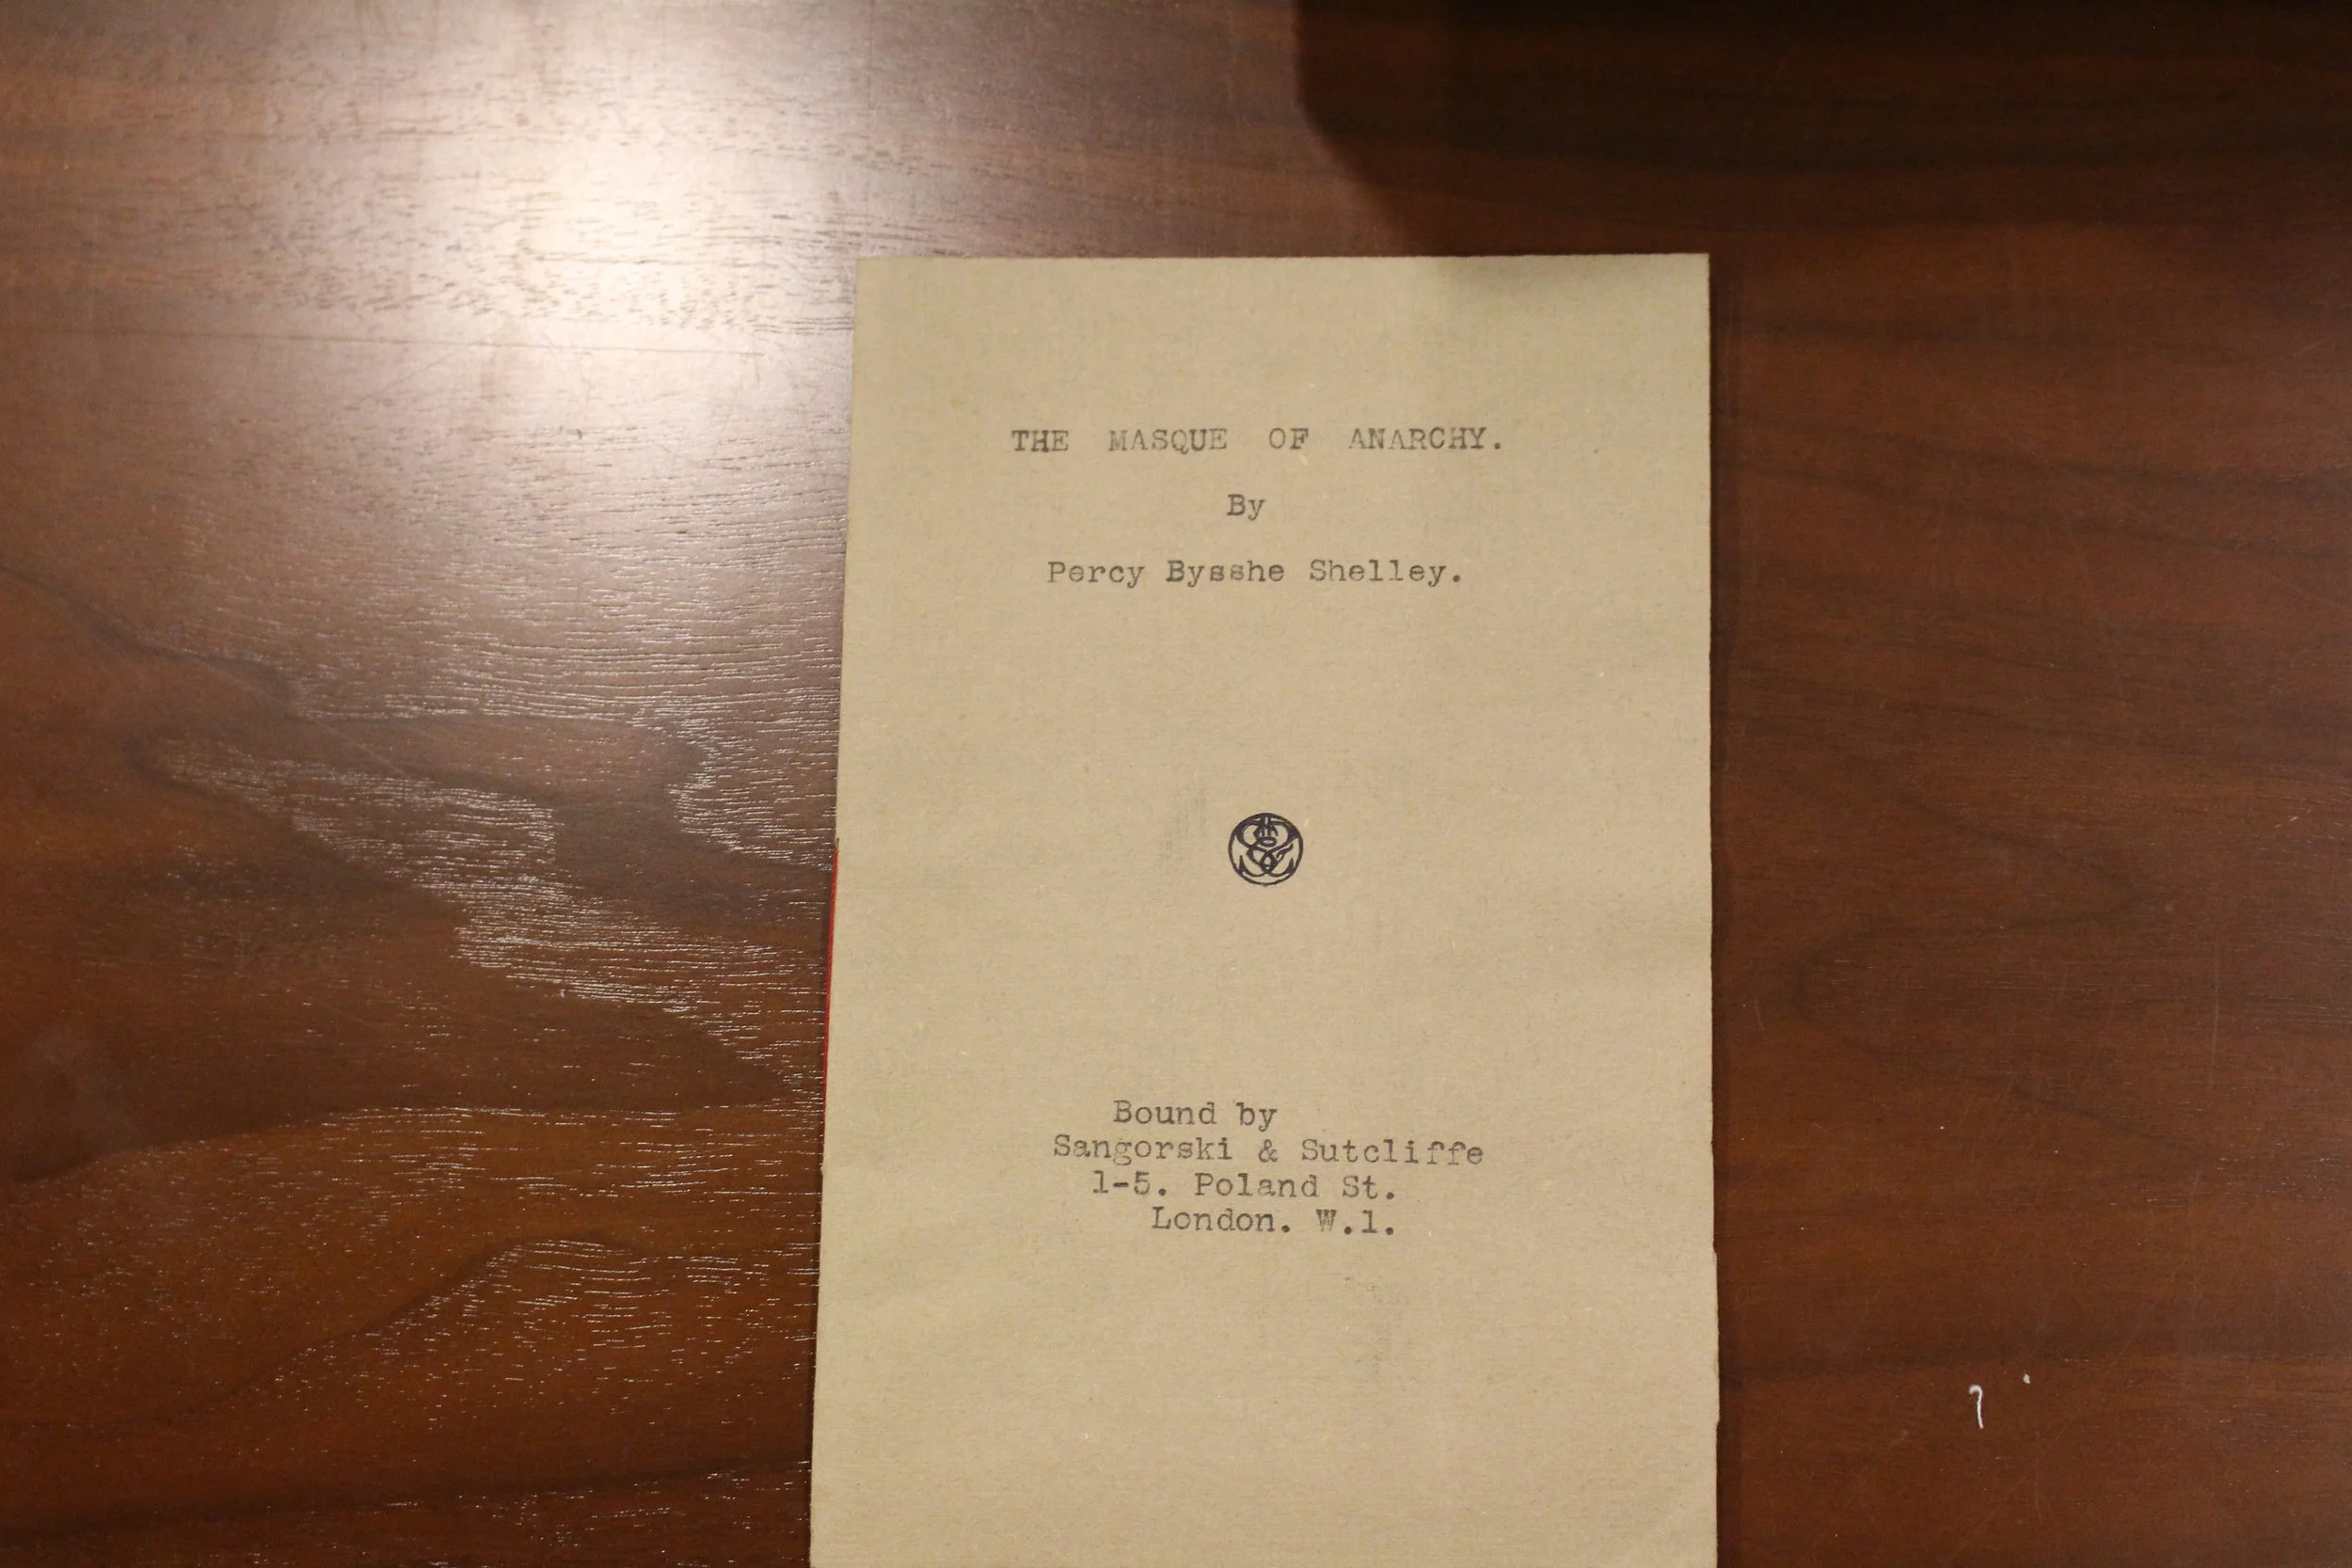 THE MASQUE OF ANARCHY.
By
Percy Bysshe Shelley.
Bound by
Sangorski & Sutcliffe
1-5. Poland St.
London. W.1.